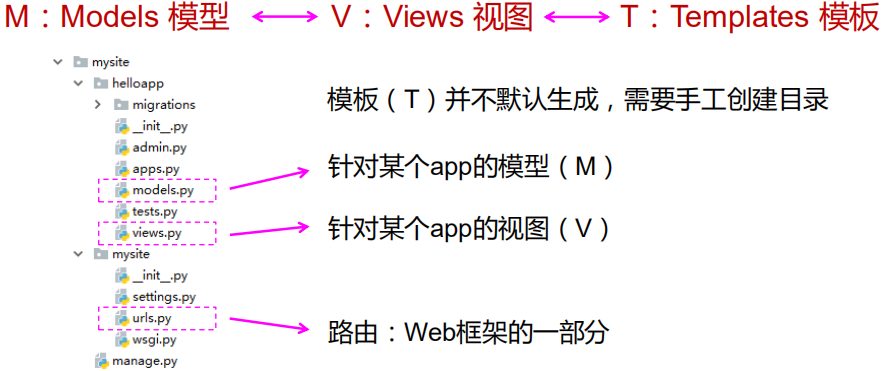 M：Models 模型 V：Views 视图 T：Templates 模板
mysite
helloapp
migrations
__init__.py
admin.py
apps.py
models.py
tests.py
views.py
mysite
__init__.py
settings.py
urls.py
wsgi.py
manage.py
模板（T）并不默认生成，需要手工创建目录
针对某个app的模型（M）
针对某个app的视图（V）
路由：Web框架的一部分